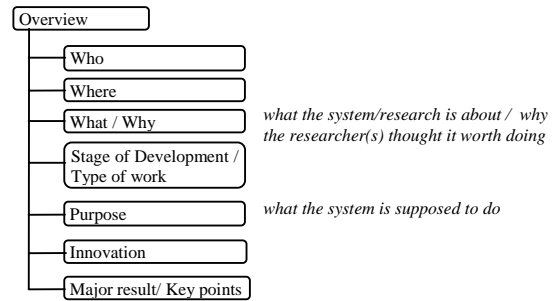 Overview
Who
Where
What / Why
what the system/research is about / why
the researcher(s) thought it worth doing
Stage of Development /
Type of work
Purpose
what the system is supposed to do
Innovation
Major result/ Key points